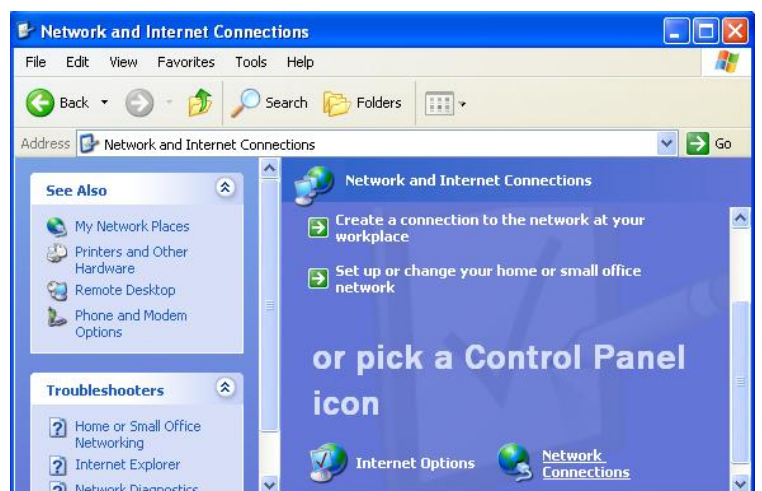 Network and Internet Connections
File Edit View Favorites Tools Help
Back Search Folders
Address Network and Internet Connections Go
See Also
My Network Places
Printers and Other
Hardware
Remote Desktop
Phone and Modem
Options
Troubleshooters
Home or Small Office
Networking
Internet Explorer
Network Diagnostics
Network and Internet Connections
Create a connection to the network at your
workplace
Set up or change your home or small office
network
or pick a Control Panel
icon
Internet Options
Network
Connections